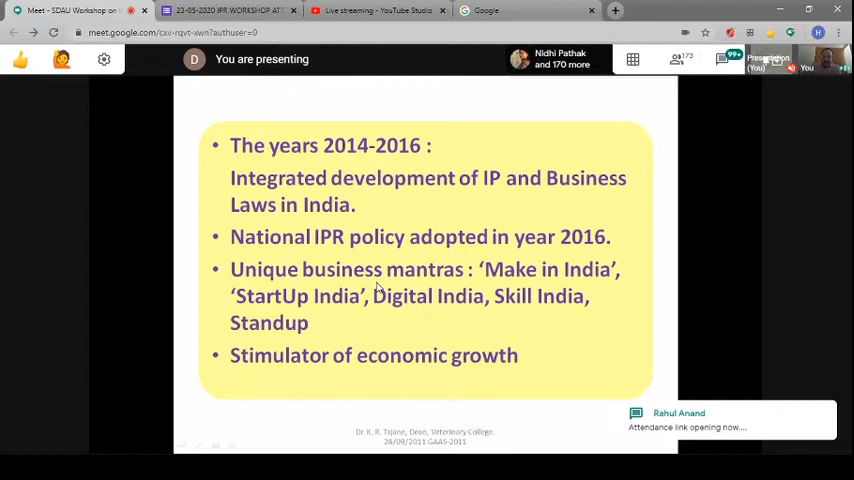 Meet - SDAU Workshop on I
23-05-2020 IPR WORKSHOP ATT
Live streaming - YouTube Studio
Google
meet.google.com/cxv-rqvt-xwn?authuser=0
H
D
You are presenting
Nidhi Pathak
and 170 more
173
99+
Presentation
(You)
You
• The years 2014-2016 :
Integrated development of IP and Business
Laws in India.
• National IPR policy adopted in year 2016.
• Unique business mantras : ‘Make in India’,
‘StartUp India’, Digital India, Skill India,
Standup
• Stimulator of economic growth
Rahul Anand
Attendance link opening now....
Dr. K. R. Tajane, Dean, Veterinary College.
28/09/2011 GAAS-2011